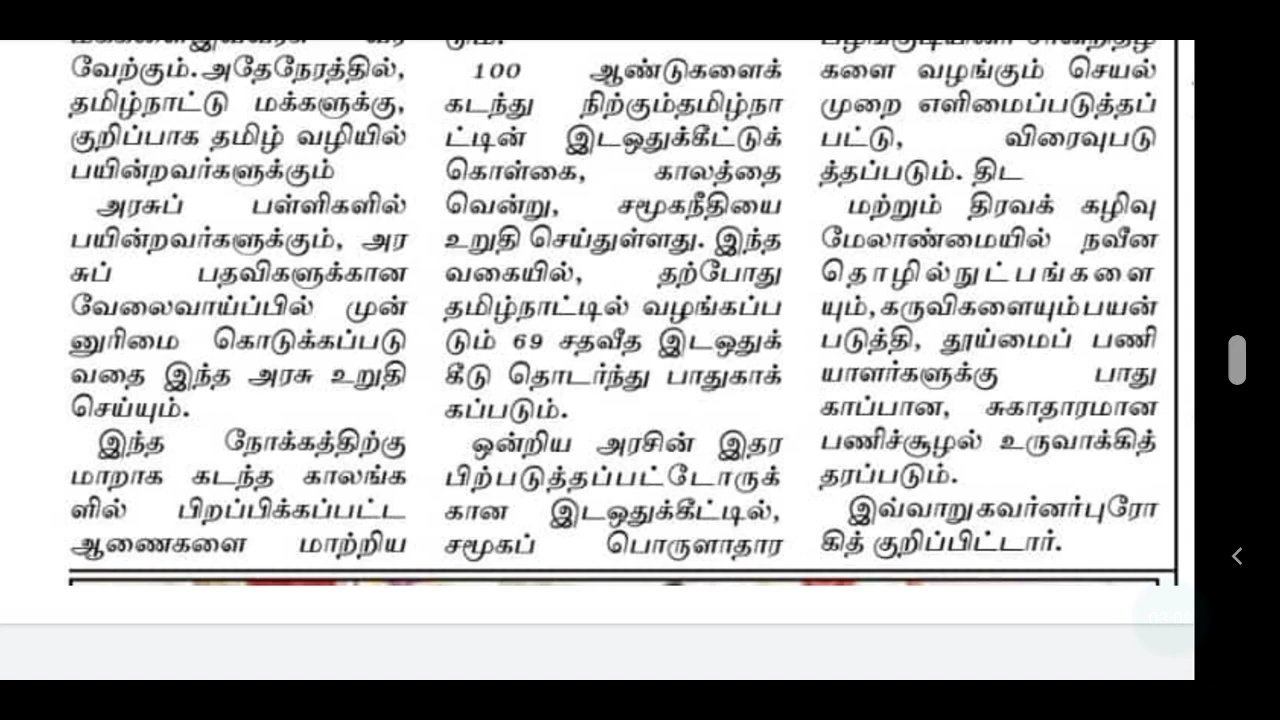 வேற்கும். அதேநேரத்தில்,
தமிழ்நாட்டு மக்களுக்கு,
குறிப்பாக தமிழ் வழியில்
பயின்றவர்களுக்கும்
அரசுப் பள்ளிகளில்
பயின்றவர்களுக்கும், அர
சுப் பதவிகளுக்கான
வேலைவாய்ப்பில் முன்
னுரிமை கொடுக்கப்படு
வதை இந்த அரசு உறுதி
செய்யும்.
இந்த நோக்கத்திற்கு
மாறாக கடந்த காலங்க
ளில் பிறப்பிக்கப்பட்ட
ஆணைகளை மாற்றிய
டும்.
100 ஆண்டுகளைக்
கடந்து நிற்கும்தமிழ்நா
ட்டின் இடஒதுக்கீட்டுக்
கொள்கை, காலத்தை
வென்று, சமூகநீதியை
உறுதி செய்துள்ளது. இந்த
வகையில், தற்போது
தமிழ்நாட்டில் வழங்கப்ப
டும் 69 சதவீத இடஒதுக்
கீடு தொடர்ந்து பாதுகாக்
கப்படும்.
ஒன்றிய அரசின் இதர
பிற்படுத்தப்பட்டோருக்
கான இடஒதுக்கீட்டில்,
சமூகப் பொருளாதார
களை வழங்கும் செயல்
முறை எளிமைப்படுத்தப்
பட்டு, விரைவுபடு
த்தப்படும். திட
மற்றும் திரவக் கழிவு
மேலாண்மையில் நவீன
தொழில்நுட்பங்களை
யும்,கருவிகளையும்பயன்
படுத்தி, தூய்மைப் பணி
யாளர்களுக்கு பாது
காப்பான, சுகாதாரமான
பணிச்சூழல் உருவாக்கித்
தரப்படும்.
இவ்வாறுகவர்னர்புரோ
கித் குறிப்பிட்டார்.